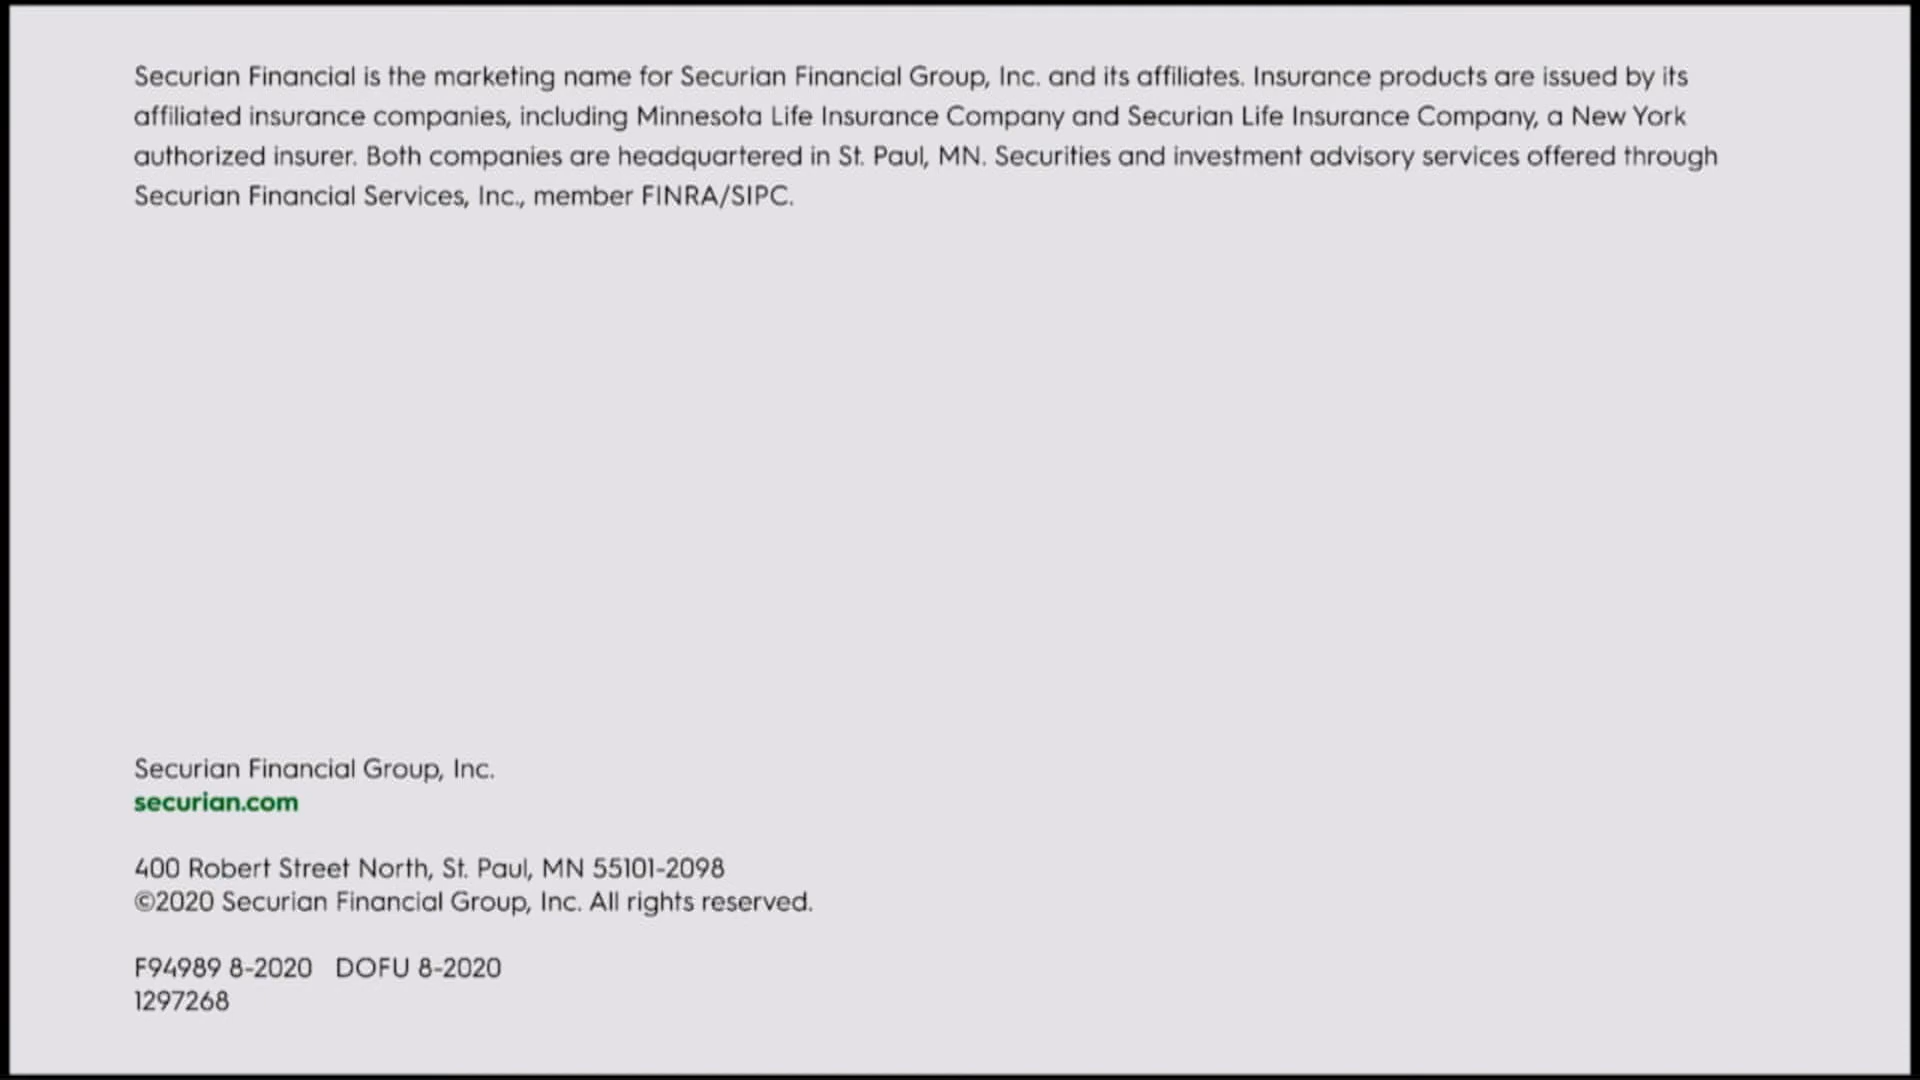 Securian Financial is the marketing name for Securian Financial Group, Inc. and its affiliates. Insurance products are issued by its
affiliated insurance companies, including Minnesota Life Insurance Company and Securian Life Insurance Company, a New York
authorized insurer. Both companies are headquartered in St. Paul, MN. Securities and investment advisory services offered through
Securian Financial Services, Inc., member FINRA/SIPC.
Securian Financial Group, Inc.
securian.com
400 Robert Street North, St. Paul, MN 55101-2098
©2020 Securian Financial Group, Inc. All rights reserved.
F94989 8-2020 DOFU 8-2020
1297268